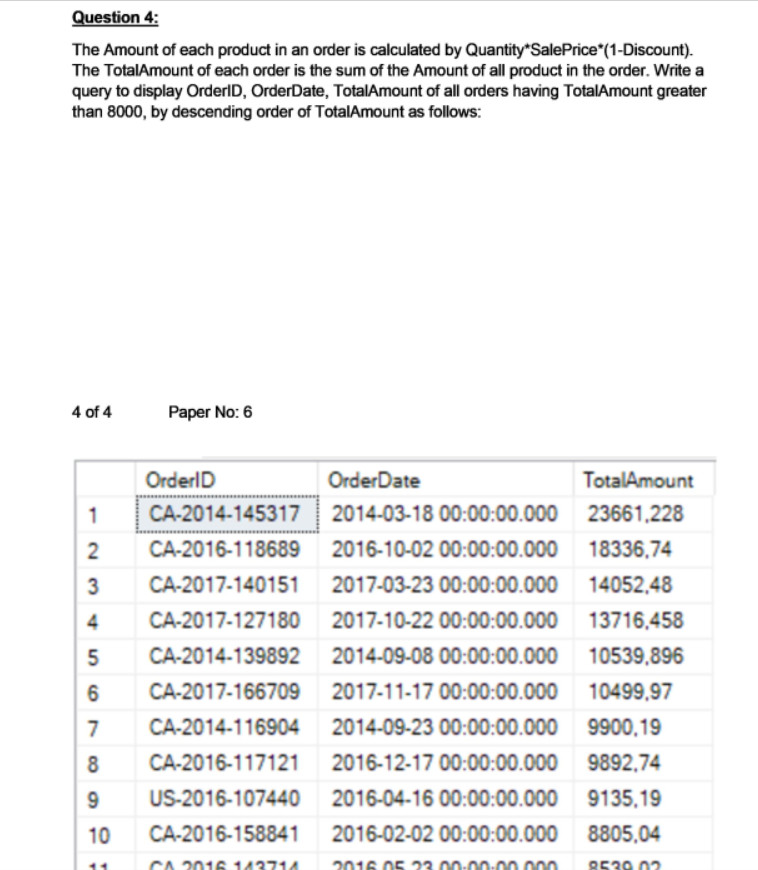 Question 4:
The Amount of each product in an order is calculated by Quantity*SalePrice*(1-Discount).
The TotalAmount of each order is the sum of the Amount of all product in the order. Write a
query to display OrderID, OrderDate, TotalAmount of all orders having TotalAmount greater
than 8000, by descending order of TotalAmount as follows:
4 of 4 Paper No: 6
OrderID OrderDate TotalAmount
1 CA-2014-145317 2014-03-18 00:00:00.000 23661,228
2 CA-2016-118689 2016-10-02 00:00:00.000 18336,74
3 CA-2017-140151 2017-03-23 00:00:00.000 14052,48
4 CA-2017-127180 2017-10-22 00:00:00.000 13716,458
5 CA-2014-139892 2014-09-08 00:00:00.000 10539,896
6 CA-2017-166709 2017-11-17 00:00:00.000 10499,97
7 CA-2014-116904 2014-09-23 00:00:00.000 9900,19
8 CA-2016-117121 2016-12-17 00:00:00.000 9892,74
9 US-2016-107440 2016-04-16 00:00:00.000 9135,19
10 CA-2016-158841 2016-02-02 00:00:00.000 8805,04
11 CA-2016-143714 2016-05-23 00:00:00.000 8539,02